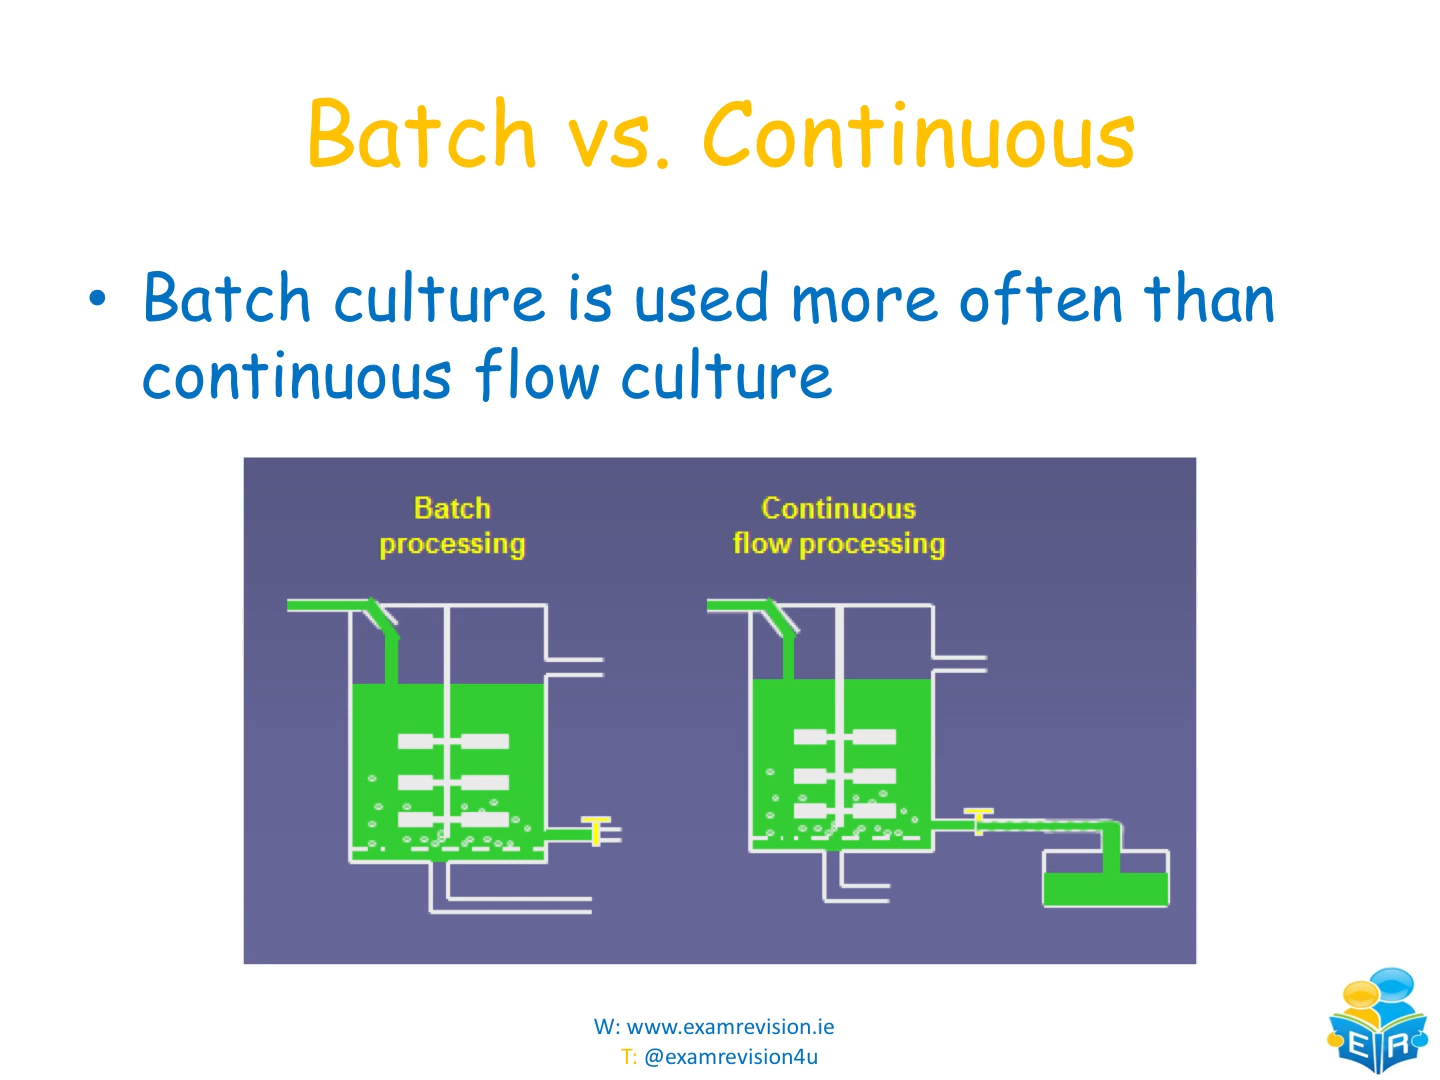 Batch vs. Continuous
• Batch culture is used more often than
continuous flow culture
Batch
processing
Continuous
flow processing
W: www.examrevision.ie
T: @examrevision4u
E R